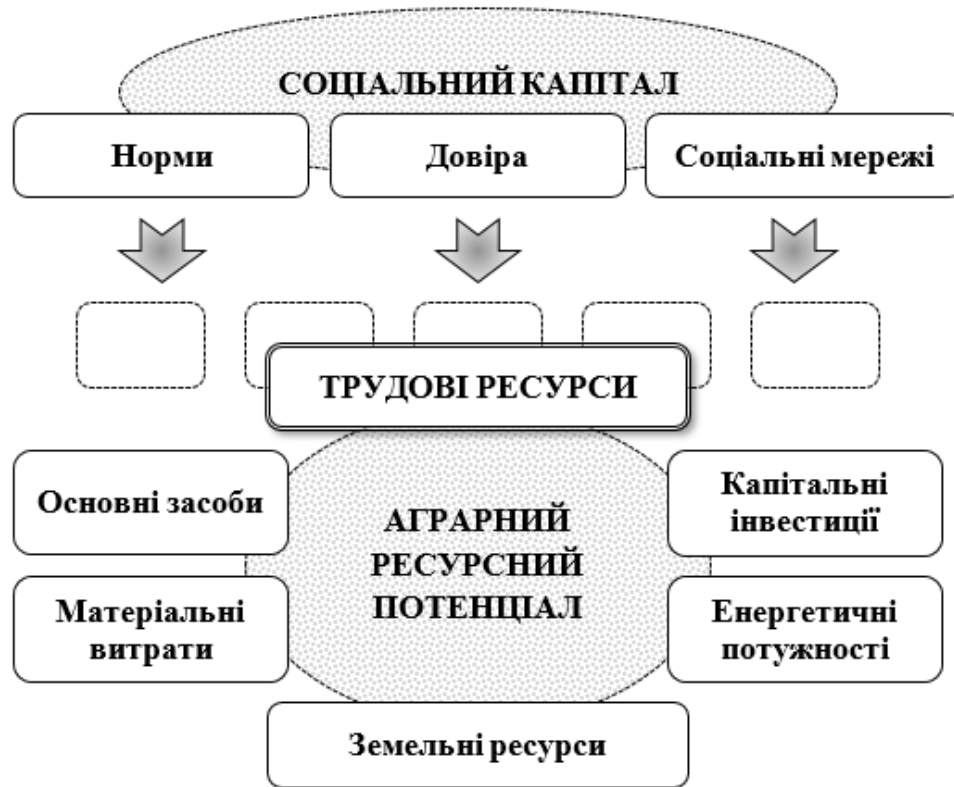 СОЦІАЛЬНИЙ КАПІТАЛ
Норми
Довіра
Соціальні мережі
ТРУДОВІ РЕСУРСИ
Основні засоби
Капітальні
інвестиції
АГРАРНИЙ
РЕСУРСНИЙ
ПОТЕНЦІАЛ
Матеріальні
витрати
Енергетичні
потужності
Земельні ресурси